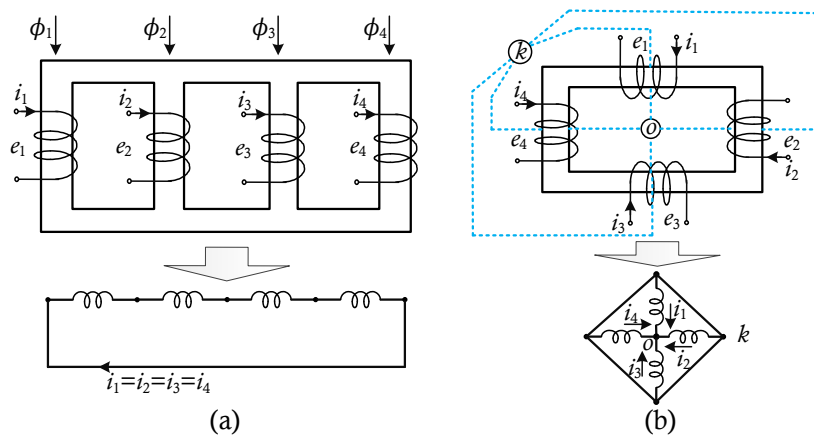 ϕ1 ϕ2 ϕ3 ϕ4
i1 i2 i3 i4
e1 e2 e3 e4
i1=i2=i3=i4
(a)
k
e1 i1
i4
o
e4 e2
i2
i3 e3
i4 i1
o k
i3 i2
(b)